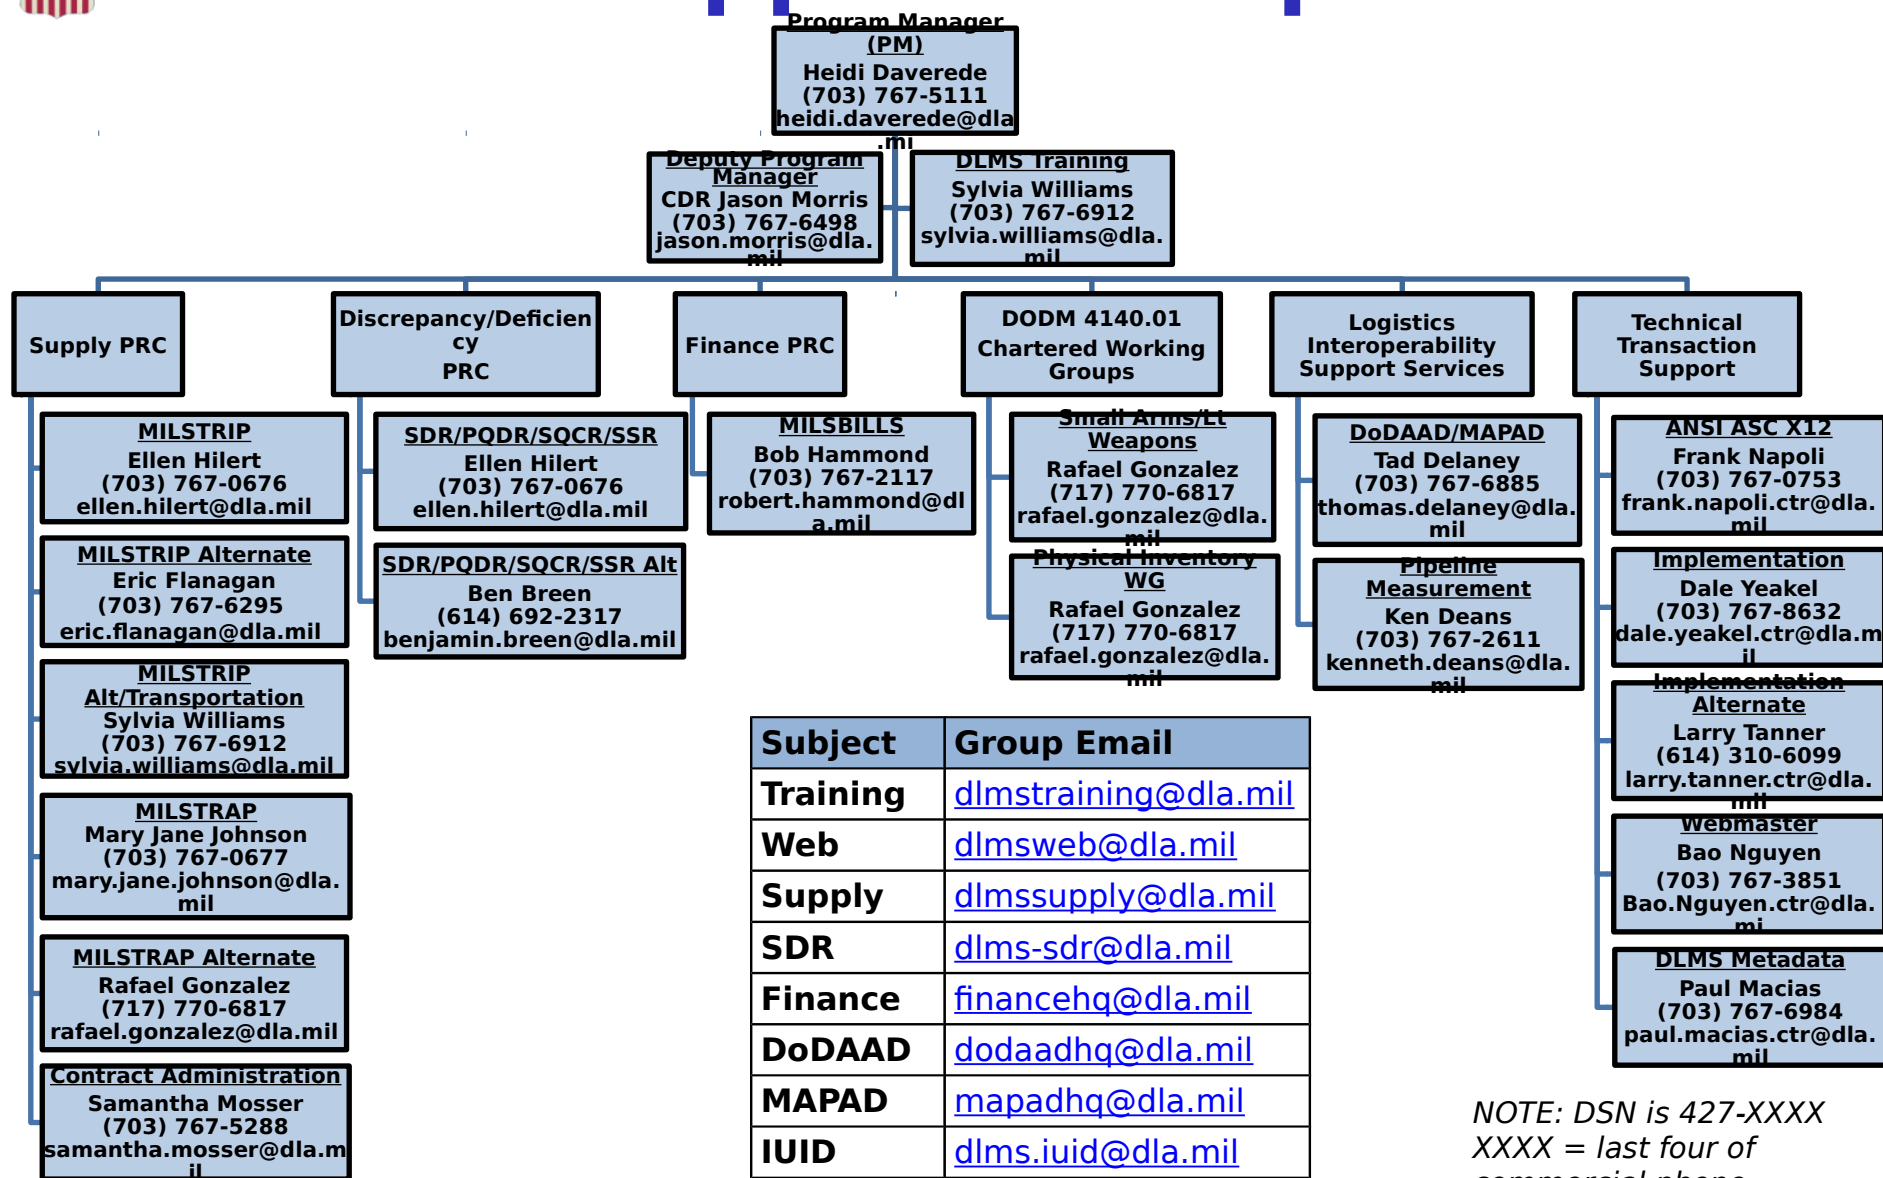 Program Manager
(PM)
Heidi Daverede
(703) 767-5111
heidi.daverede@dla
.mi
Deputy Program
Manager
CDR Jason Morris
(703) 767-6498
jason.morris@dla.
mil
DLMS Training
Sylvia Williams
(703) 767-6912
sylvia.williams@dla.
mil
Supply PRC
Discrepancy/Deficien
cy
PRC
Finance PRC
DODM 4140.01
Chartered Working
Groups
Logistics
Interoperability
Support Services
Technical
Transaction
Support
MILSTRIP
Ellen Hilert
(703) 767-0676
ellen.hilert@dla.mil
MILSTRIP Alternate
Eric Flanagan
(703) 767-6295
eric.flanagan@dla.mil
MILSTRIP
Alt/Transportation
Sylvia Williams
(703) 767-6912
sylvia.williams@dla.mil
MILSTRAP
Mary Jane Johnson
(703) 767-0677
mary.jane.johnson@dla.
mil
MILSTRAP Alternate
Rafael Gonzalez
(717) 770-6817
rafael.gonzalez@dla.mil
Contract Administration
Samantha Mosser
(703) 767-5288
samantha.mosser@dla.m
il
SDR/PQDR/SQCR/SSR
Ellen Hilert
(703) 767-0676
ellen.hilert@dla.mil
SDR/PQDR/SQCR/SSR Alt
Ben Breen
(614) 692-2317
benjamin.breen@dla.mil
MILSBILLS
Bob Hammond
(703) 767-2117
robert.hammond@dl
a.mil
Small Arms/Lt
Weapons
Rafael Gonzalez
(717) 770-6817
rafael.gonzalez@dla.
mil
Physical Inventory
WG
Rafael Gonzalez
(717) 770-6817
rafael.gonzalez@dla.
mil
DoDAAD/MAPAD
Tad Delaney
(703) 767-6885
thomas.delaney@dla.
mil
Pipeline
Measurement
Ken Deans
(703) 767-2611
kenneth.deans@dla.
mil
ANSI ASC X12
Frank Napoli
(703) 767-0753
frank.napoli.ctr@dla.
mil
Implementation
Dale Yeakel
(703) 767-8632
dale.yeakel.ctr@dla.m
il
Implementation
Alternate
Larry Tanner
(614) 310-6099
larry.tanner.ctr@dla.
mil
Webmaster
Bao Nguyen
(703) 767-3851
Bao.Nguyen.ctr@dla.
mi
DLMS Metadata
Paul Macias
(703) 767-6984
paul.macias.ctr@dla.
mil
Subject Group Email
Training dlmstraining@dla.mil
Web dlmsweb@dla.mil
Supply dlmssupply@dla.mil
SDR dlms-sdr@dla.mil
Finance financehq@dla.mil
DoDAAD dodaadhq@dla.mil
MAPAD mapadhq@dla.mil
IUID dlms.iuid@dla.mil
NOTE: DSN is 427-XXXX
XXXX = last four of
commercial phone